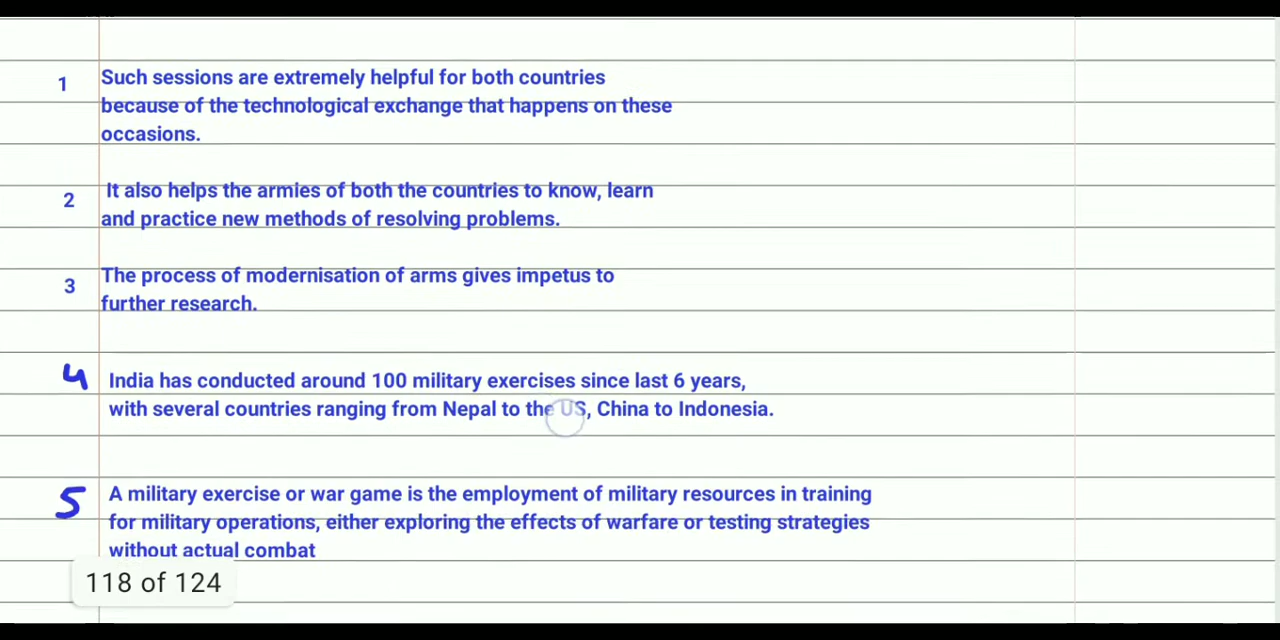 1 Such sessions are extremely helpful for both countries
because of the technological exchange that happens on these
occasions.
2 It also helps the armies of both the countries to know, learn
and practice new methods of resolving problems.
3 The process of modernisation of arms gives impetus to
further research.
4 India has conducted around 100 military exercises since last 6 years,
with several countries ranging from Nepal to the US, China to Indonesia.
5 A military exercise or war game is the employment of military resources in training
for military operations, either exploring the effects of warfare or testing strategies
without actual combat
118 of 124